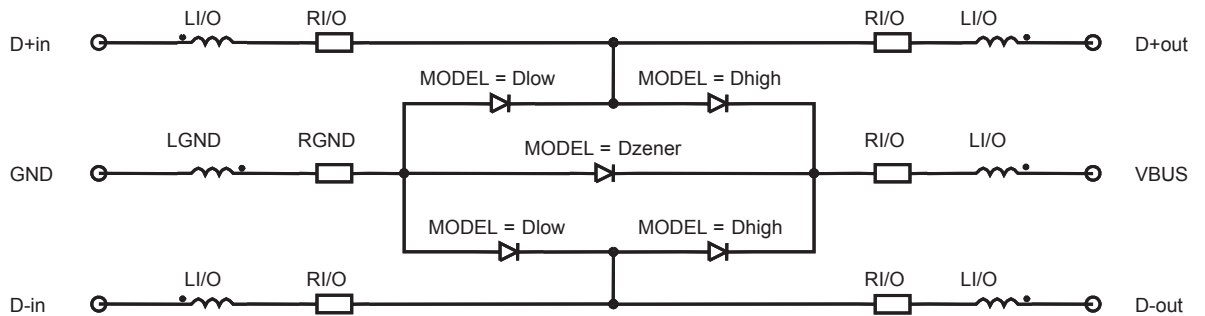 LI/O RI/O RI/O LI/O
D+in D+out
MODEL = Dlow MODEL = Dhigh
LGND RGND MODEL = Dzener RI/O LI/O
GND VBUS
MODEL = Dlow MODEL = Dhigh
LI/O RI/O RI/O LI/O
D-in D-out